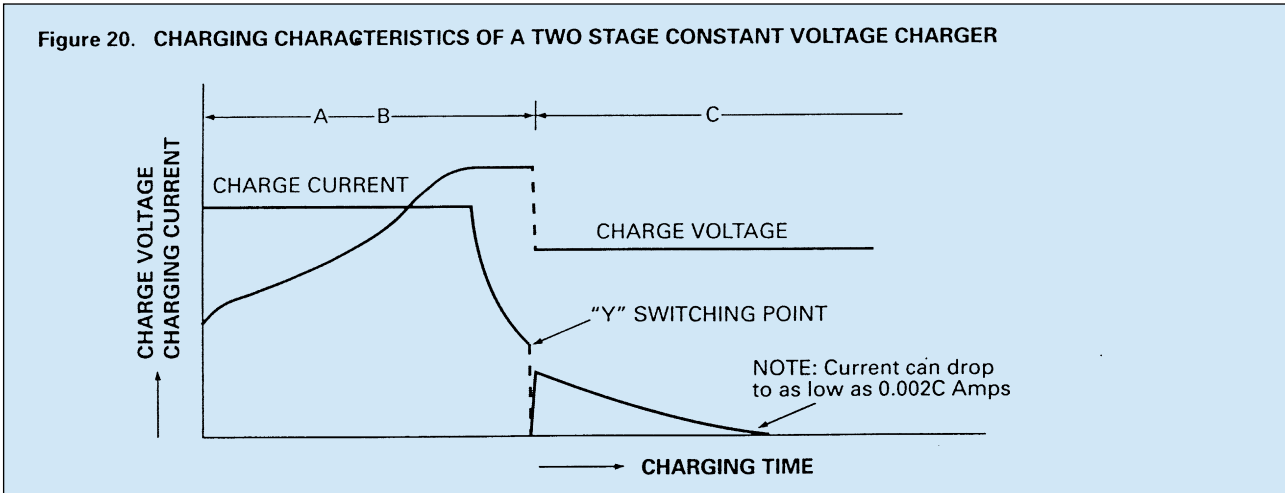 Figure 20. CHARGING CHARACTERISTICS OF A TWO STAGE CONSTANT VOLTAGE CHARGER
A B C
CHARGE VOLTAGE
CHARGING CURRENT
CHARGE CURRENT
CHARGE VOLTAGE
“Y” SWITCHING POINT
NOTE: Current can drop
to as low as 0.002C Amps
CHARGING TIME